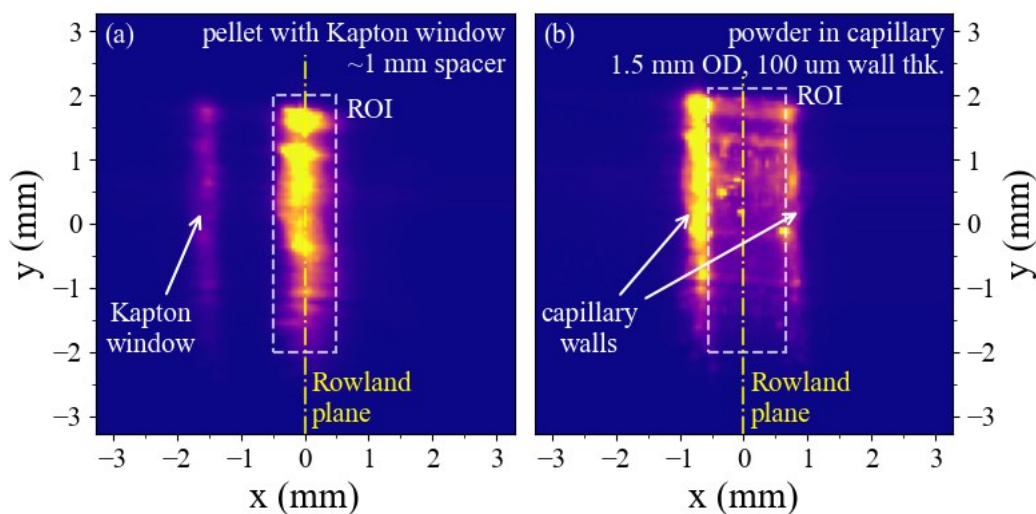 (a)
pellet with Kapton window
~1 mm spacer
ROI
Kapton
window
Rowland
plane
3
2
1
0
−1
−2
−3
y (mm)
−3 −2 −1 0 1 2 3
x (mm)
(b)
powder in capillary
1.5 mm OD, 100 um wall thk.
ROI
capillary
walls
Rowland
plane
3
2
1
0
−1
−2
−3
y (mm)
−3 −2 −1 0 1 2 3
x (mm)